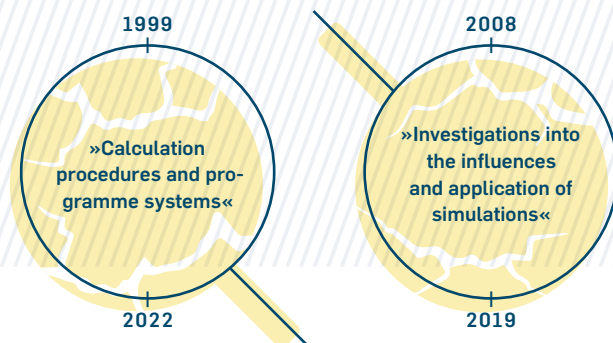 1999
»Calculation
procedures and pro-
gramme systems«
2022
2008
»Investigations into
the influences
and application of
simulations«
2019